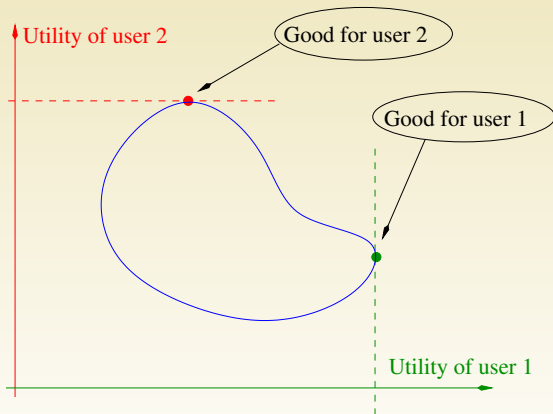 Utility of user 2
Good for user 2
Good for user 1
Utility of user 1